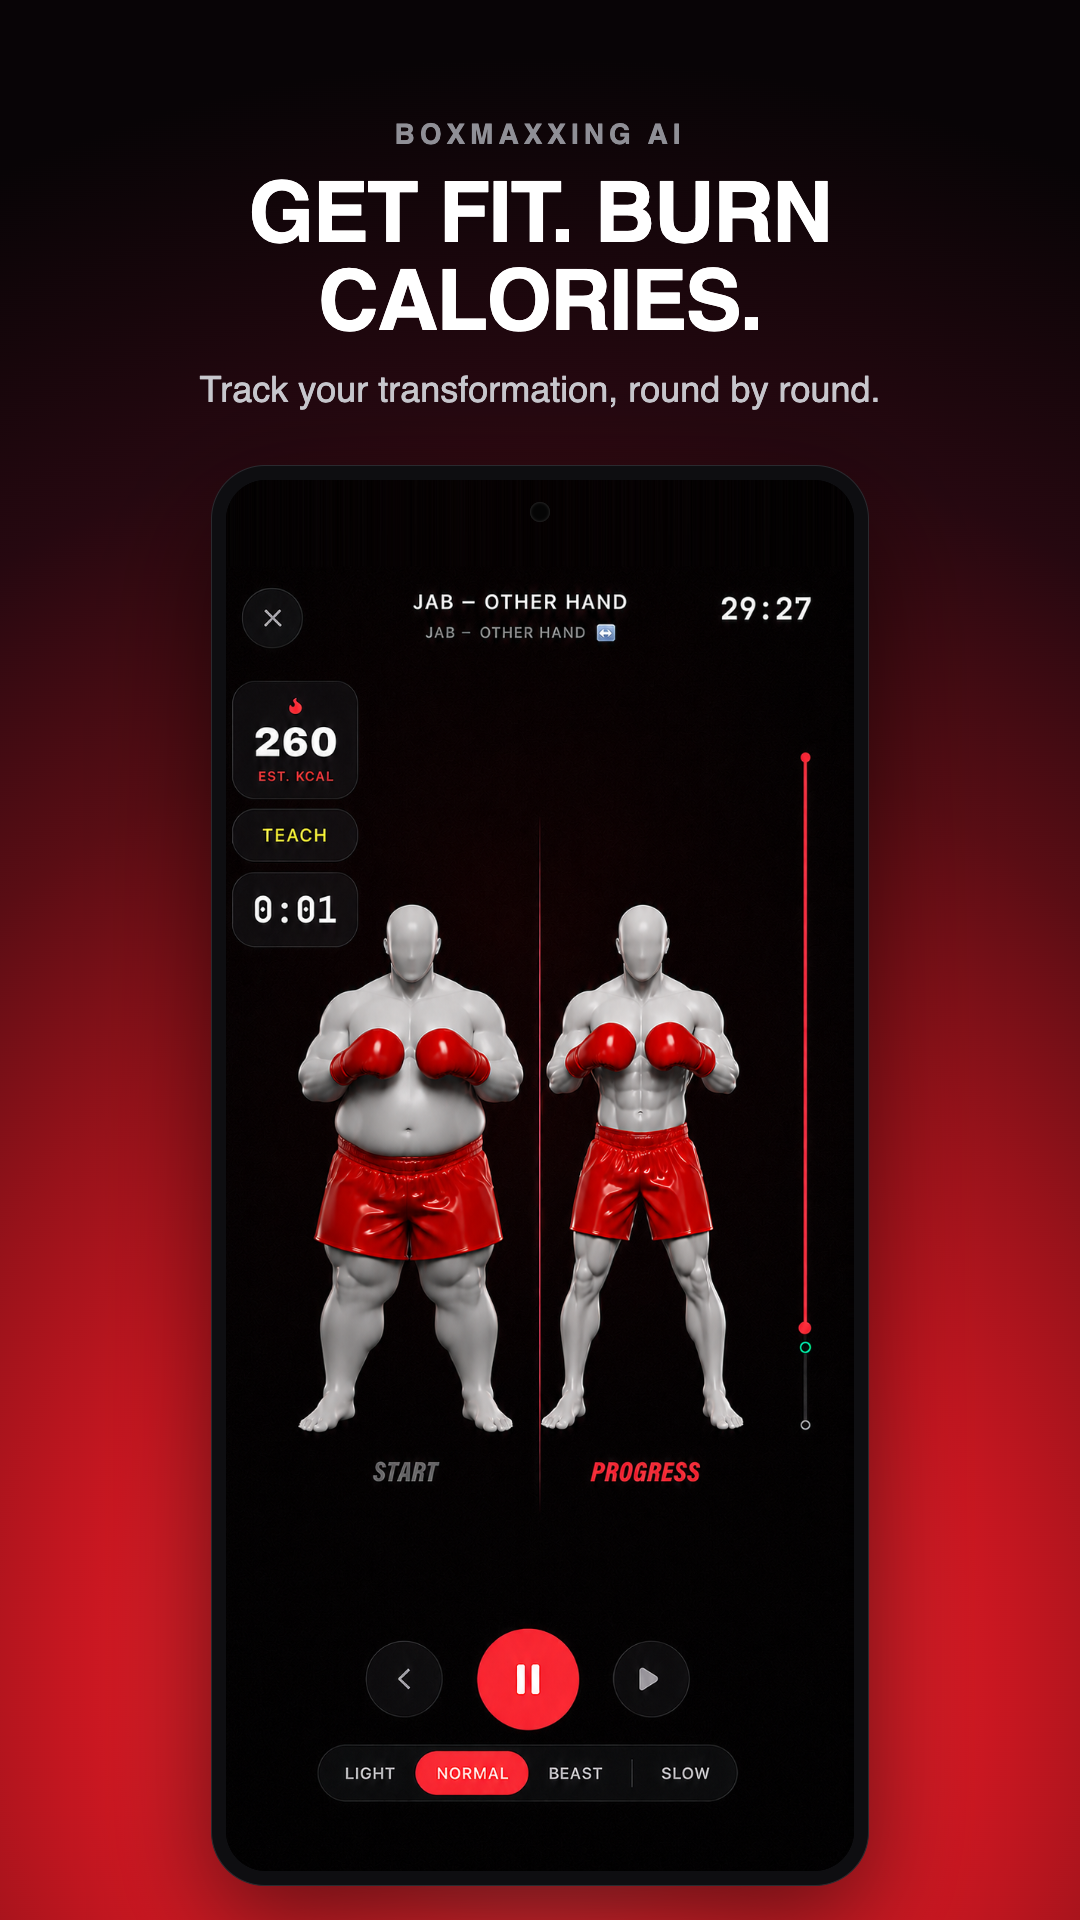 BOXMAXXING AI
GET FIT. BURN
CALORIES.
Track your transformation, round by round.
JAB – OTHER HAND
JAB – OTHER HAND ↔️
29:27
260
EST. KCAL
TEACH
0:01
START
PROGRESS
LIGHT NORMAL BEAST SLOW